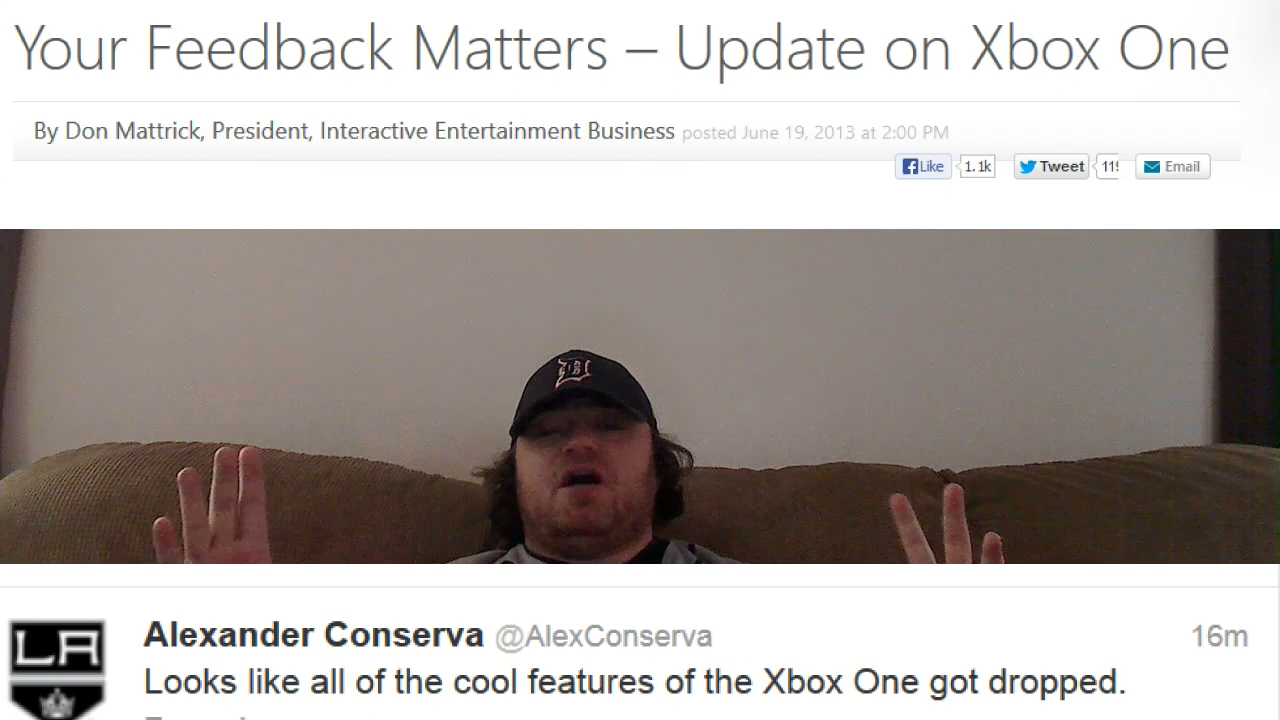 Your Feedback Matters – Update on Xbox One
By Don Mattrick, President, Interactive Entertainment Business posted June 19, 2013 at 2:00 PM
Like 1.1k Tweet Email
D
LA
Alexander Conserva @AlexConserva 16m
Looks like all of the cool features of the Xbox One got dropped.